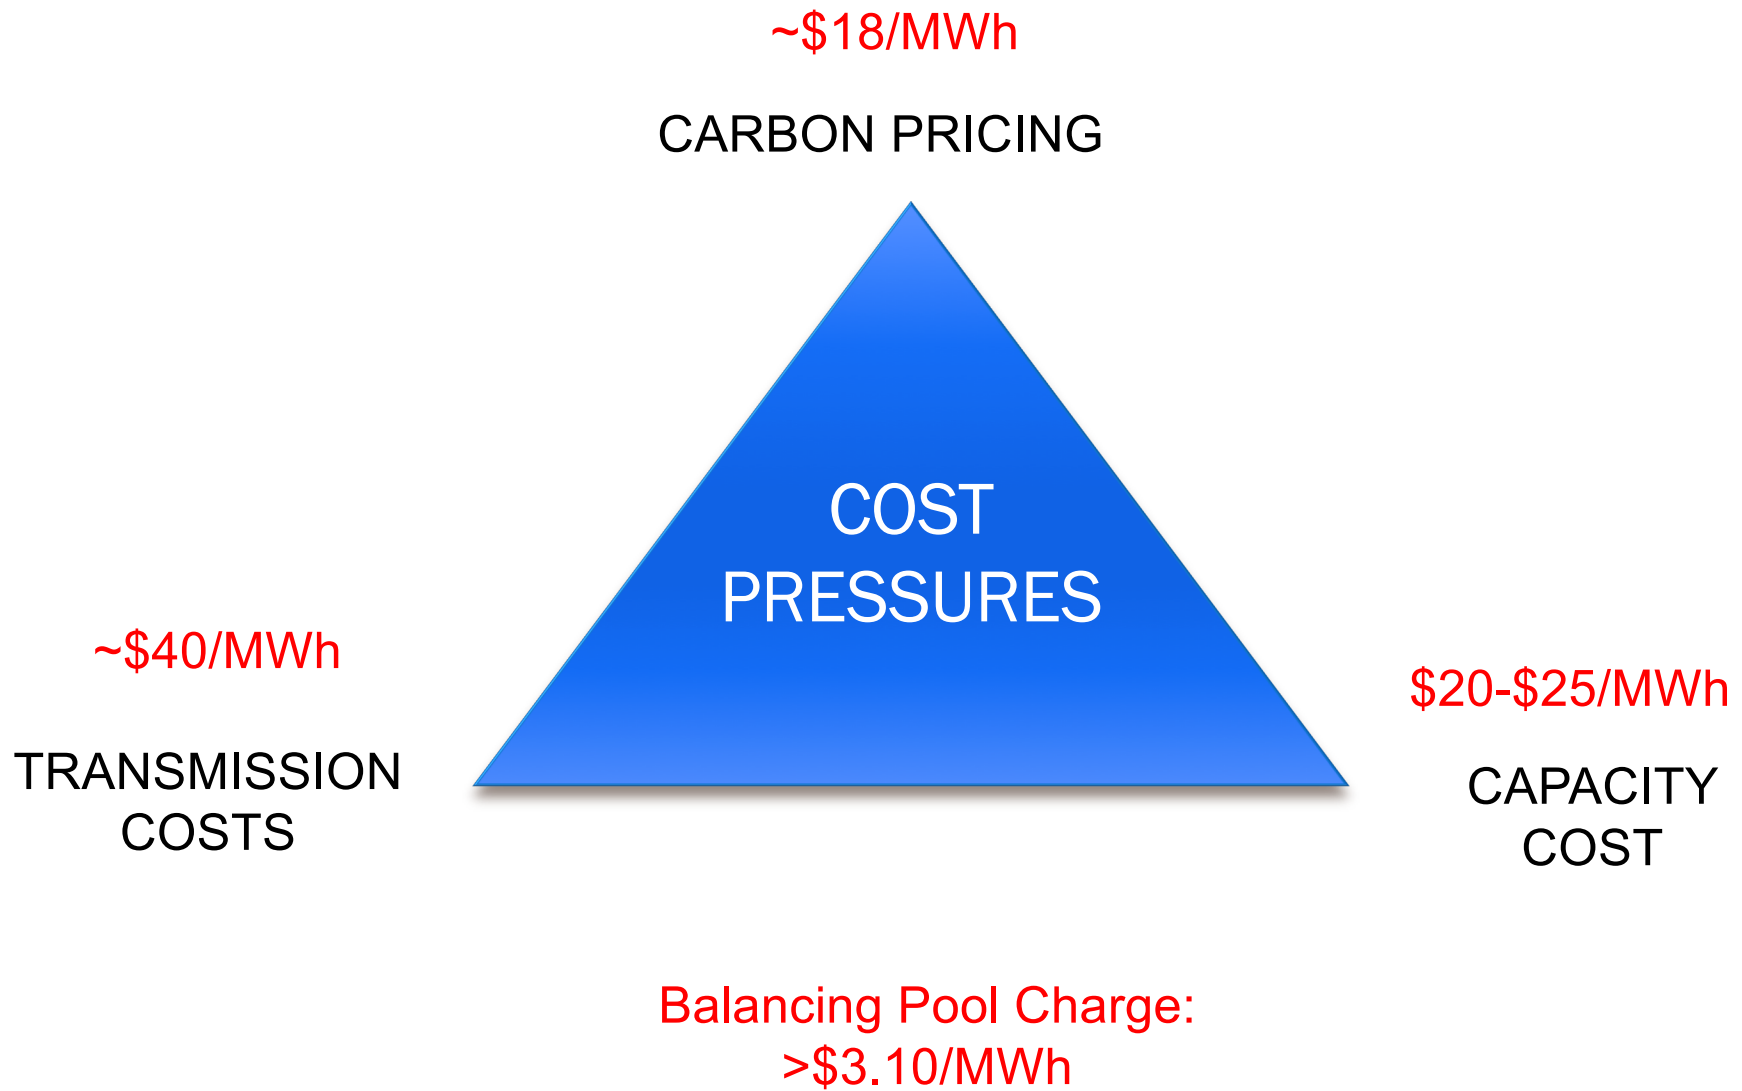 ~$18/MWh
CARBON PRICING
COST
PRESSURES
~$40/MWh
TRANSMISSION
COSTS
$20-$25/MWh
CAPACITY
COST
Balancing Pool Charge:
>$3.10/MWh